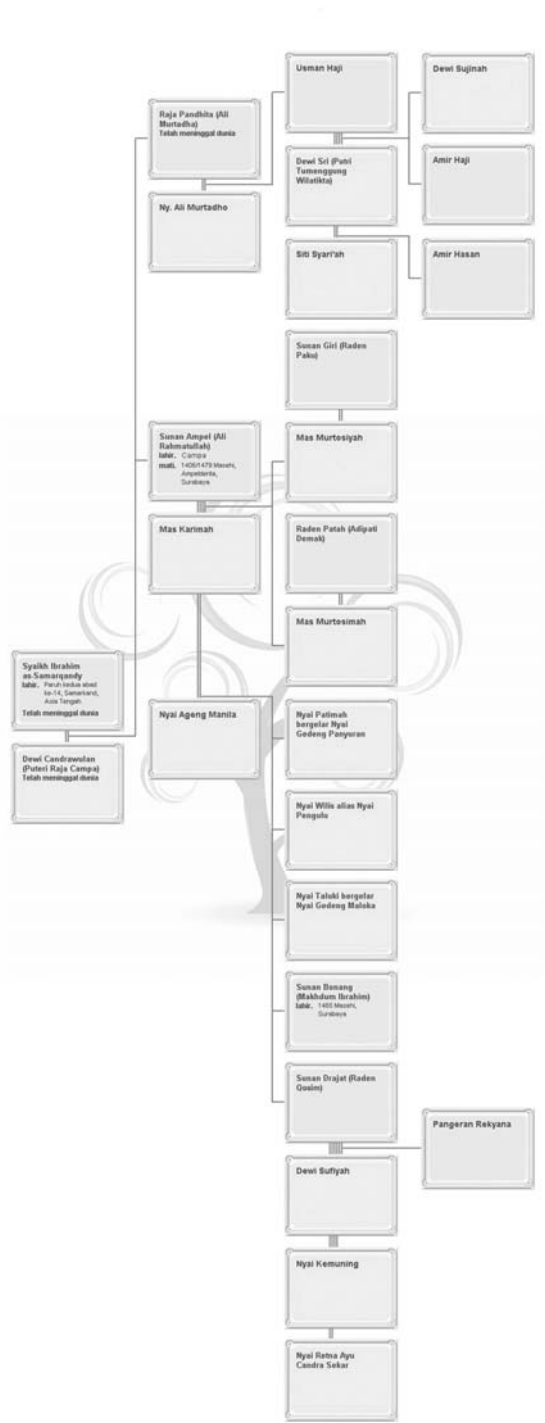 Usman Haji
Dewi Sujinah
Raja Pandhita (Ali
Murtadha)
Telah meninggal dunia
Dewi Sri (Putri
Tumenggung
Wilatikta)
Amir Haji
Ny. Ali Murtadho
Siti Syari'ah
Amir Hasan
Sunan Giri (Raden
Paku)
Sunan Ampel (Ali
Rahmatullah)
lahir. Campa
mati. 1406/1479 Masehi,
Ampeldenta,
Surabaya
Mas Murtosiyah
Mas Karimah
Raden Patah (Adipati
Demak)
Mas Murtosimah
Syaikh Ibrahim
as-Samarqandy
lahir. Paruh kedua abad
ke-14, Samarkand,
Asia Tengah
Telah meninggal dunia
Dewi Candrawulan
(Puteri Raja Campa)
Telah meninggal dunia
Nyai Ageng Manila
Nyai Patimah
bergelar Nyai
Gedeng Panyuran
Nyai Wilis alias Nyai
Pengulu
Nyai Taluki bergelar
Nyai Gedeng Maloka
Sunan Bonang
(Makhdum Ibrahim)
lahir. 1465 Masehi,
Surabaya
Sunan Drajat (Raden
Qosim)
Pangeran Rekyana
Dewi Sufiyah
Nyai Kemuning
Nyai Retna Ayu
Candra Sekar